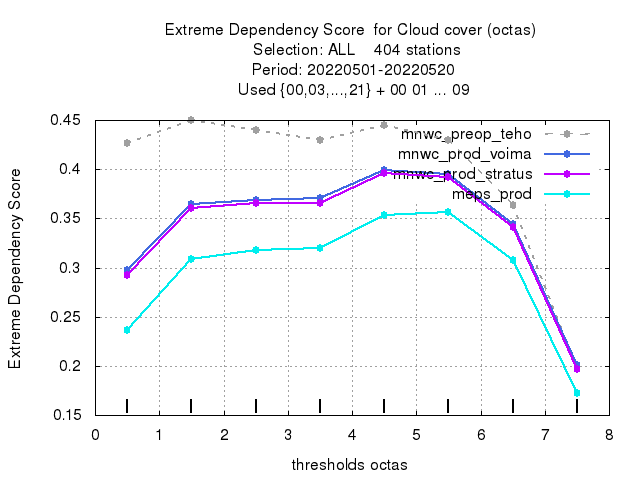 Extreme Dependency Score  for Cloud cover (octas)
Selection: ALL    404 stations
Period: 20220501-20220520
Used {00,03,...,21} + 00 01 ... 09
mnwc_preop_teho
mnwc_prod_voima
mnwc_prod_stratus
meps_prod
Extreme Dependency Score
0.45
0.4
0.35
0.3
0.25
0.2
0.15
0 1 2 3 4 5 6 7 8
thresholds octas